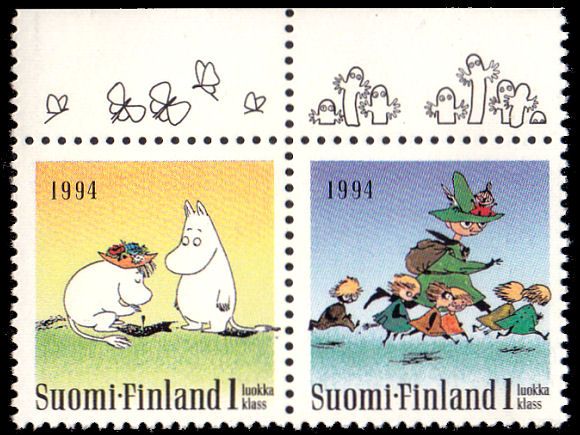 1994
Suomi·Finland 1 luokka
klass
1994
Suomi·Finland 1 luokka
klass